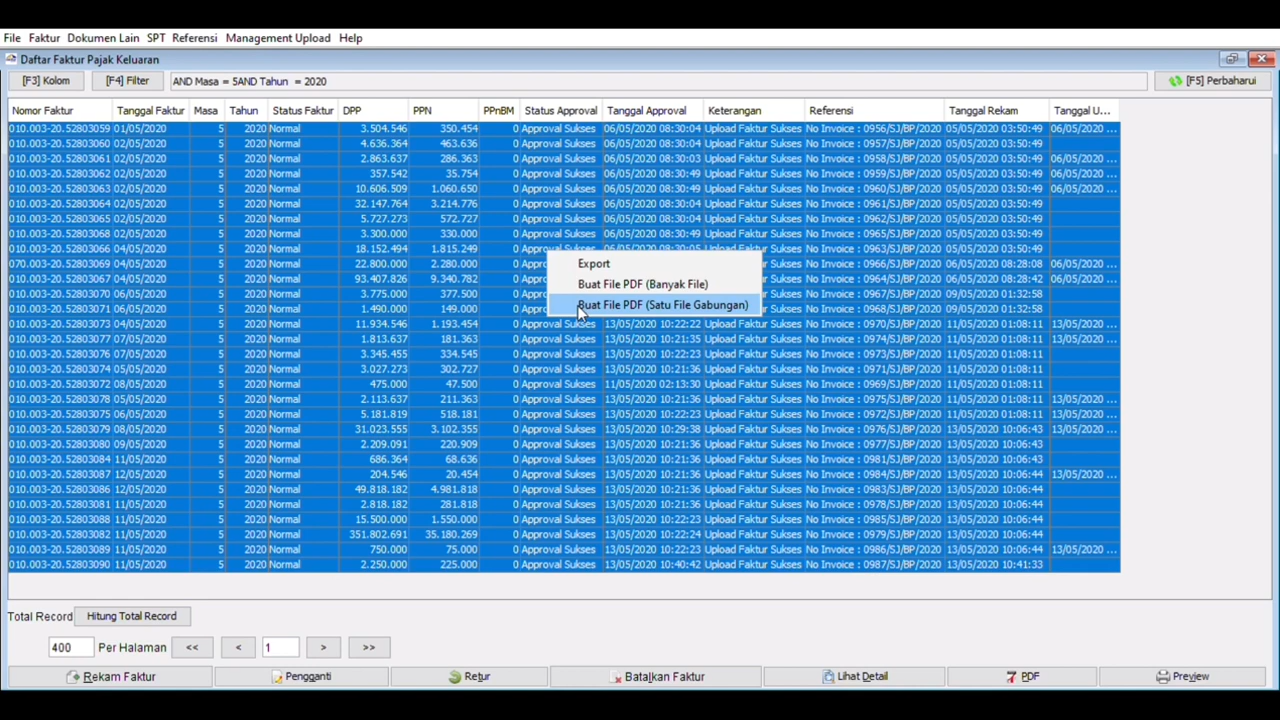 File Faktur Dokumen Lain SPT Referensi Management Upload Help
Daftar Faktur Pajak Keluaran
[F3] Kolom [F4] Filter AND Masa = 5AND Tahun = 2020 [F5] Perbaharui
Nomor Faktur Tanggal Faktur Masa Tahun Status Faktur DPP PPN PPnBM Status Approval Tanggal Approval Keterangan Referensi Tanggal Rekam Tanggal U...
010.003-20.52803059 01/05/2020 5 2020 Normal 3.504.546 350.454 0 Approval Sukses 06/05/2020 08:30:04 Upload Faktur Sukses No Invoice : 0956/SJ/BP/2020 05/05/2020 03:50:49 06/05/2020 ...
010.003-20.52803060 02/05/2020 5 2020 Normal 4.636.364 463.636 0 Approval Sukses 06/05/2020 08:30:04 Upload Faktur Sukses No Invoice : 0957/SJ/BP/2020 05/05/2020 03:50:49 06/05/2020 ...
010.003-20.52803061 02/05/2020 5 2020 Normal 2.863.637 286.363 0 Approval Sukses 06/05/2020 08:30:03 Upload Faktur Sukses No Invoice : 0958/SJ/BP/2020 05/05/2020 03:50:49 06/05/2020 ...
010.003-20.52803062 02/05/2020 5 2020 Normal 357.542 35.754 0 Approval Sukses 06/05/2020 08:30:49 Upload Faktur Sukses No Invoice : 0959/SJ/BP/2020 05/05/2020 03:50:49 06/05/2020 ...
010.003-20.52803063 02/05/2020 5 2020 Normal 10.606.509 1.060.650 0 Approval Sukses 06/05/2020 08:30:49 Upload Faktur Sukses No Invoice : 0960/SJ/BP/2020 05/05/2020 03:50:49 06/05/2020 ...
010.003-20.52803064 02/05/2020 5 2020 Normal 32.147.764 3.214.776 0 Approval Sukses 06/05/2020 08:30:04 Upload Faktur Sukses No Invoice : 0961/SJ/BP/2020 05/05/2020 03:50:49
010.003-20.52803065 02/05/2020 5 2020 Normal 5.727.273 572.727 0 Approval Sukses 06/05/2020 08:30:04 Upload Faktur Sukses No Invoice : 0962/SJ/BP/2020 05/05/2020 03:50:49
010.003-20.52803068 02/05/2020 5 2020 Normal 3.300.000 330.000 0 Approval Sukses 06/05/2020 08:30:49 Upload Faktur Sukses No Invoice : 0965/SJ/BP/2020 05/05/2020 03:50:49
010.003-20.52803066 04/05/2020 5 2020 Normal 18.152.494 1.815.249 0 Approval Sukses 06/05/2020 08:30:05 Upload Faktur Sukses No Invoice : 0963/SJ/BP/2020 05/05/2020 03:50:49
070.003-20.52803069 04/05/2020 5 2020 Normal 22.800.000 2.280.000 0 No Invoice : 0966/SJ/BP/2020 06/05/2020 08:28:08 06/05/2020 ...
010.003-20.52803067 04/05/2020 5 2020 Normal 93.407.826 9.340.782 0 No Invoice : 0964/SJ/BP/2020 06/05/2020 08:28:42 06/05/2020 ...
010.003-20.52803070 06/05/2020 5 2020 Normal 3.775.000 377.500 0 No Invoice : 0967/SJ/BP/2020 09/05/2020 01:32:58
010.003-20.52803071 06/05/2020 5 2020 Normal 1.490.000 149.000 0 No Invoice : 0968/SJ/BP/2020 09/05/2020 01:32:58
010.003-20.52803073 04/05/2020 5 2020 Normal 11.934.546 1.193.454 0 Approval Sukses 13/05/2020 10:22:22 Upload Faktur Sukses No Invoice : 0970/SJ/BP/2020 11/05/2020 01:08:11 13/05/2020 ...
010.003-20.52803077 07/05/2020 5 2020 Normal 1.813.637 181.363 0 Approval Sukses 13/05/2020 10:21:35 Upload Faktur Sukses No Invoice : 0974/SJ/BP/2020 11/05/2020 01:08:11 13/05/2020 ...
010.003-20.52803076 07/05/2020 5 2020 Normal 3.345.455 334.545 0 Approval Sukses 13/05/2020 10:22:23 Upload Faktur Sukses No Invoice : 0973/SJ/BP/2020 11/05/2020 01:08:11
010.003-20.52803074 05/05/2020 5 2020 Normal 3.027.273 302.727 0 Approval Sukses 13/05/2020 10:21:36 Upload Faktur Sukses No Invoice : 0971/SJ/BP/2020 11/05/2020 01:08:11
010.003-20.52803072 08/05/2020 5 2020 Normal 475.000 47.500 0 Approval Sukses 11/05/2020 02:13:30 Upload Faktur Sukses No Invoice : 0969/SJ/BP/2020 11/05/2020 01:08:11
010.003-20.52803078 05/05/2020 5 2020 Normal 2.113.637 211.363 0 Approval Sukses 13/05/2020 10:21:36 Upload Faktur Sukses No Invoice : 0975/SJ/BP/2020 11/05/2020 01:08:11 13/05/2020 ...
010.003-20.52803075 06/05/2020 5 2020 Normal 5.181.819 518.181 0 Approval Sukses 13/05/2020 10:22:23 Upload Faktur Sukses No Invoice : 0972/SJ/BP/2020 11/05/2020 01:08:11 13/05/2020 ...
010.003-20.52803079 08/05/2020 5 2020 Normal 31.023.555 3.102.355 0 Approval Sukses 13/05/2020 10:29:38 Upload Faktur Sukses No Invoice : 0976/SJ/BP/2020 13/05/2020 10:06:43 13/05/2020 ...
010.003-20.52803080 09/05/2020 5 2020 Normal 2.209.091 220.909 0 Approval Sukses 13/05/2020 10:21:36 Upload Faktur Sukses No Invoice : 0977/SJ/BP/2020 13/05/2020 10:06:43
010.003-20.52803084 11/05/2020 5 2020 Normal 686.364 68.636 0 Approval Sukses 13/05/2020 10:21:36 Upload Faktur Sukses No Invoice : 0981/SJ/BP/2020 13/05/2020 10:06:43
010.003-20.52803087 12/05/2020 5 2020 Normal 204.546 20.454 0 Approval Sukses 13/05/2020 10:21:36 Upload Faktur Sukses No Invoice : 0984/SJ/BP/2020 13/05/2020 10:06:44 13/05/2020 ...
010.003-20.52803086 12/05/2020 5 2020 Normal 49.818.182 4.981.818 0 Approval Sukses 13/05/2020 10:21:36 Upload Faktur Sukses No Invoice : 0983/SJ/BP/2020 13/05/2020 10:06:44
010.003-20.52803081 11/05/2020 5 2020 Normal 2.818.182 281.818 0 Approval Sukses 13/05/2020 10:21:36 Upload Faktur Sukses No Invoice : 0978/SJ/BP/2020 13/05/2020 10:06:44
010.003-20.52803088 11/05/2020 5 2020 Normal 15.500.000 1.550.000 0 Approval Sukses 13/05/2020 10:22:23 Upload Faktur Sukses No Invoice : 0985/SJ/BP/2020 13/05/2020 10:06:44
010.003-20.52803082 11/05/2020 5 2020 Normal 351.802.691 35.180.269 0 Approval Sukses 13/05/2020 10:22:24 Upload Faktur Sukses No Invoice : 0979/SJ/BP/2020 13/05/2020 10:06:44
010.003-20.52803089 11/05/2020 5 2020 Normal 750.000 75.000 0 Approval Sukses 13/05/2020 10:22:23 Upload Faktur Sukses No Invoice : 0986/SJ/BP/2020 13/05/2020 10:06:44 13/05/2020 ...
010.003-20.52803090 11/05/2020 5 2020 Normal 2.250.000 225.000 0 Approval Sukses 13/05/2020 10:40:42 Upload Faktur Sukses No Invoice : 0987/SJ/BP/2020 13/05/2020 10:41:33
Export
Buat File PDF (Banyak File)
Buat File PDF (Satu File Gabungan)
Total Record Hitung Total Record
400 Per Halaman << < 1 > >>
Rekam Faktur Pengganti Retur Batalkan Faktur Lihat Detail PDF Preview